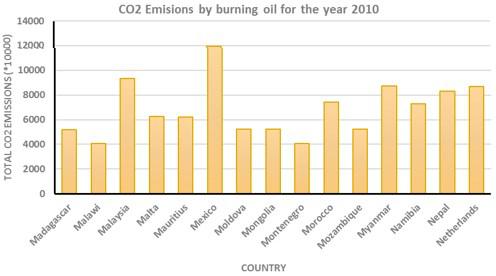 CO2 Emisions by burning oil for the year 2010
TOTAL CO2 EMISSIONS (*10000)
14000
12000
10000
8000
6000
4000
2000
0
Madagascar
Malawi
Malaysia
Malta
Mauritius
Mexico
Moldova
Mongolia
Montenegro
Morocco
Mozambique
Myanmar
Namibia
Nepal
Netherlands
COUNTRY